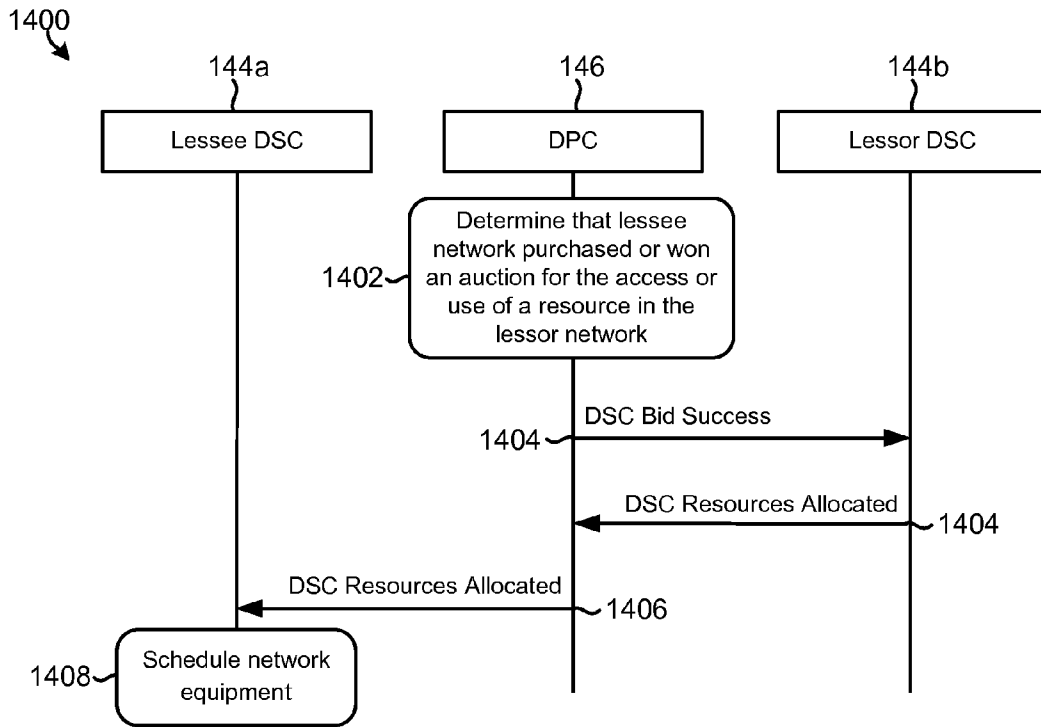 1400
144a
146
144b
Lessee DSC
DPC
Lessor DSC
Determine that lessee
network purchased or won
an auction for the access or
use of a resource in the
lessor network
1402
DSC Bid Success
1404
DSC Resources Allocated
1404
DSC Resources Allocated
1406
Schedule network
equipment
1408